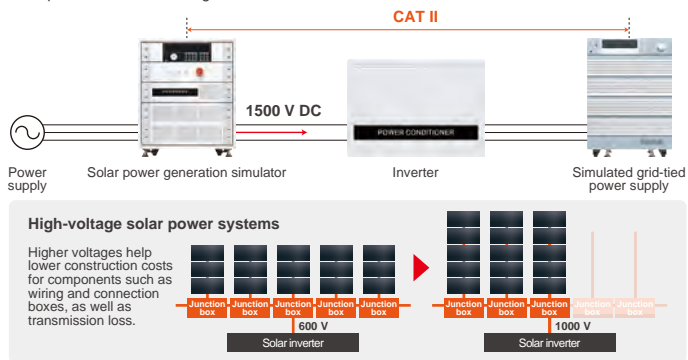 CAT II
1500 V DC
POWER CONDITIONER
Power
supply
Solar power generation simulator
Inverter
Simulated grid-tied
power supply
High-voltage solar power systems
Higher voltages help
lower construction costs
for components such as
wiring and connection
boxes, as well as
transmission loss.
Junction
box
Junction
box
Junction
box
Junction
box
Junction
box
600 V
Solar inverter
Junction
box
Junction
box
Junction
box
Junction
box
Junction
box
1000 V
Solar inverter